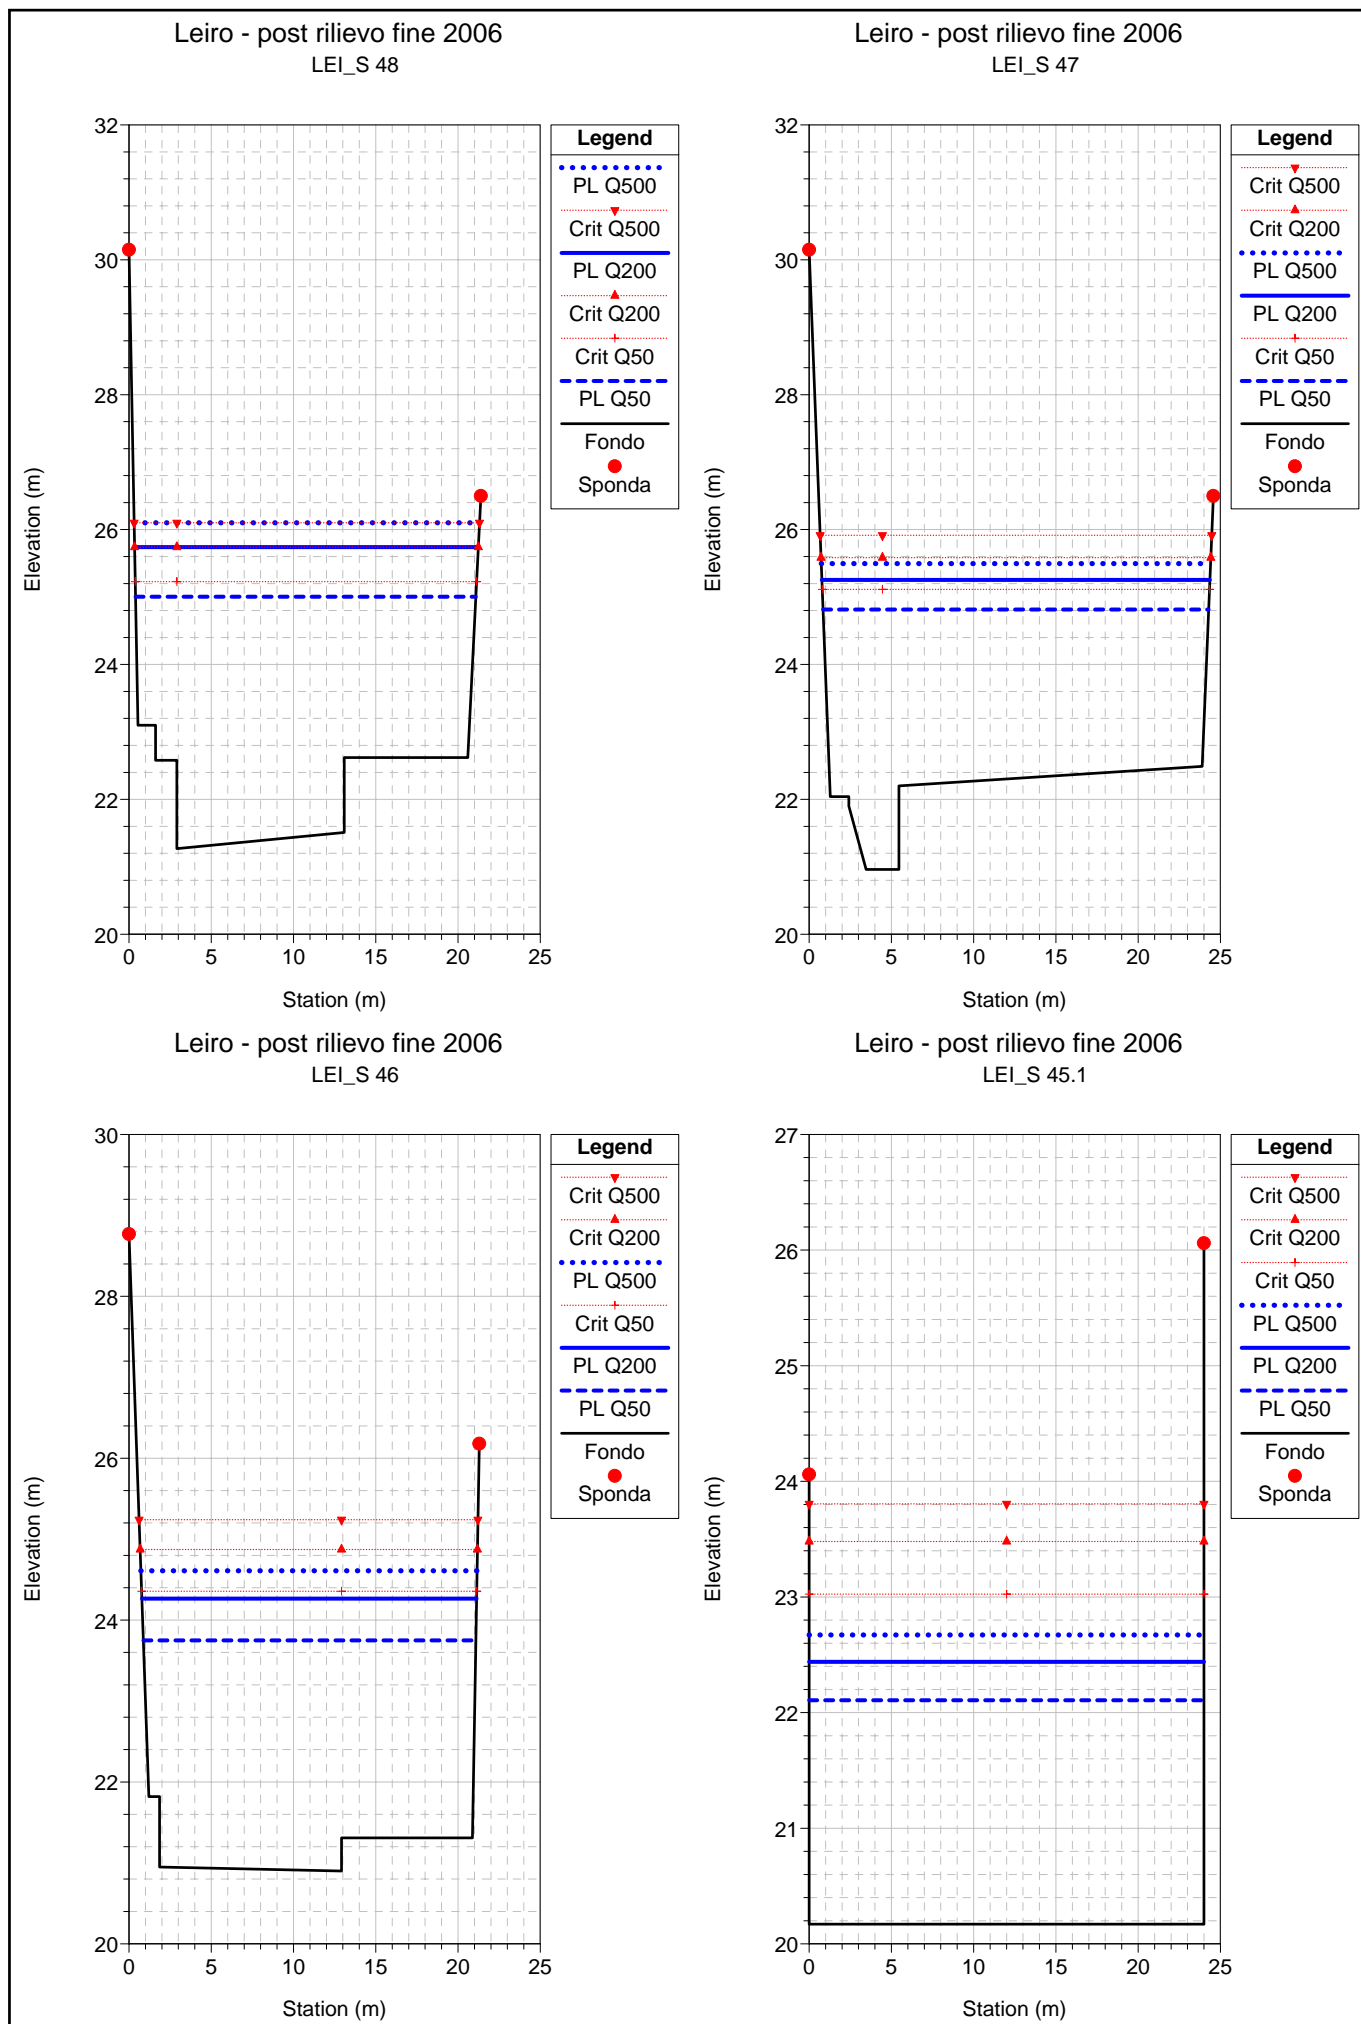 Leiro - post rilievo fine 2006
LEI_S 48
32
30
28
26
24
22
20
Elevation (m)
0 5 10 15 20 25
Station (m)
Legend
PL Q500
Crit Q500
PL Q200
Crit Q200
Crit Q50
PL Q50
Fondo
Sponda
Leiro - post rilievo fine 2006
LEI_S 47
32
30
28
26
24
22
20
Elevation (m)
0 5 10 15 20 25
Station (m)
Legend
Crit Q500
Crit Q200
PL Q500
PL Q200
Crit Q50
PL Q50
Fondo
Sponda
Leiro - post rilievo fine 2006
LEI_S 46
30
28
26
24
22
20
Elevation (m)
0 5 10 15 20 25
Station (m)
Legend
Crit Q500
Crit Q200
PL Q500
Crit Q50
PL Q200
PL Q50
Fondo
Sponda
Leiro - post rilievo fine 2006
LEI_S 45.1
27
26
25
24
23
22
21
20
Elevation (m)
0 5 10 15 20 25
Station (m)
Legend
Crit Q500
Crit Q200
Crit Q50
PL Q500
PL Q200
PL Q50
Fondo
Sponda